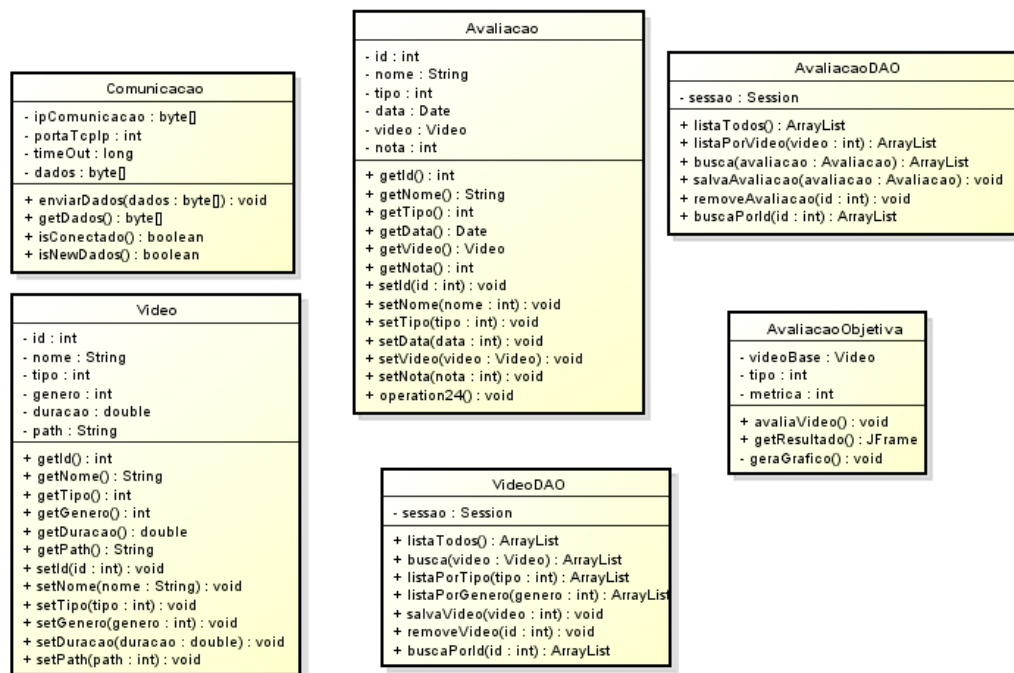 Comunicacao
- ipComunicacao : byte[]
- portaTcpIp : int
- timeOut : long
- dados : byte[]
+ enviarDados(dados : byte[]) : void
+ getDados() : byte[]
+ isConectado() : boolean
+ isNewDados() : boolean
Video
- id : int
- nome : String
- tipo : int
- genero : int
- duracao : double
- path : String
+ getId() : int
+ getNome() : String
+ getTipo() : int
+ getGenero() : int
+ getDuracao() : double
+ getPath() : String
+ setId(id : int) : void
+ setNome(nome : String) : void
+ setTipo(tipo : int) : void
+ setGenero(genero : int) : void
+ setDuracao(duracao : double) : void
+ setPath(path : int) : void
Avaliacao
- id : int
- nome : String
- tipo : int
- data : Date
- video : Video
- nota : int
+ getId() : int
+ getNome() : String
+ getTipo() : int
+ getData() : Date
+ getVideo() : Video
+ getNota() : int
+ setId(id : int) : void
+ setNome(nome : int) : void
+ setTipo(tipo : int) : void
+ setData(data : int) : void
+ setVideo(video : Video) : void
+ setNota(nota : int) : void
+ operation24() : void
VideoDAO
- sessao : Session
+ listaTodos() : ArrayList
+ busca(video : Video) : ArrayList
+ listaPorTipo(tipo : int) : ArrayList
+ listaPorGenero(genero : int) : ArrayList
+ salvaVideo(video : int) : void
+ removeVideo(id : int) : void
+ buscaPorId(id : int) : ArrayList
AvaliacaoDAO
- sessao : Session
+ listaTodos() : ArrayList
+ listaPorVideo(video : int) : ArrayList
+ busca(avaliacao : Avaliacao) : ArrayList
+ salvaAvaliacao(avaliacao : Avaliacao) : void
+ removeAvaliacao(id : int) : void
+ buscaPorId(id : int) : ArrayList
AvaliacaoObjetiva
- videoBase : Video
- tipo : int
- metrica : int
+ avaliaVideo() : void
+ getResultado() : JFrame
- geraGrafico() : void